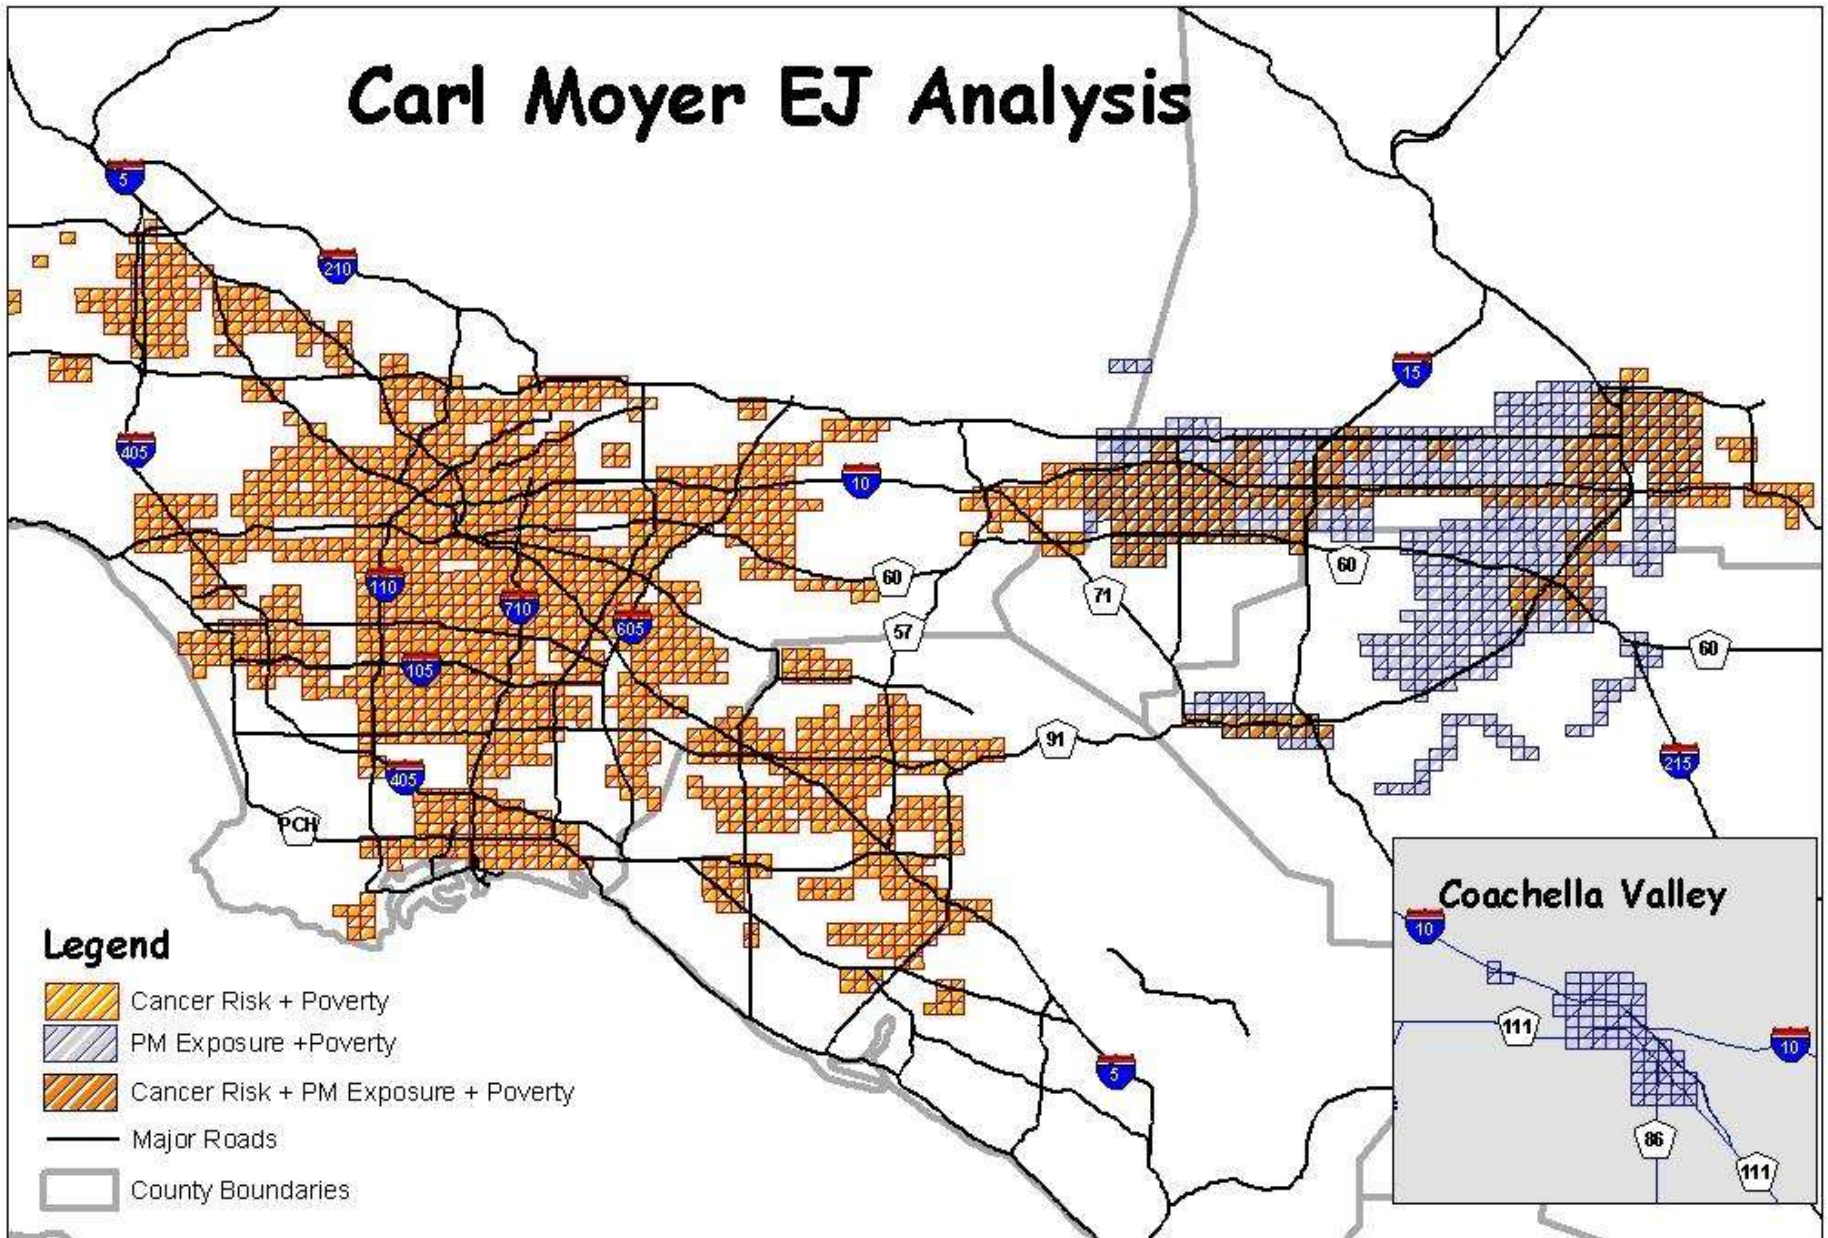 Carl Moyer EJ Analysis
5
210
15
405
10
60
60
110
71
710
605
57
60
105
91
405
215
PCH
Coachella Valley
10
Legend
Cancer Risk + Poverty
111
PM Exposure +Poverty
10
5
Cancer Risk + PM Exposure + Poverty
Major Roads
86
111
County Boundaries